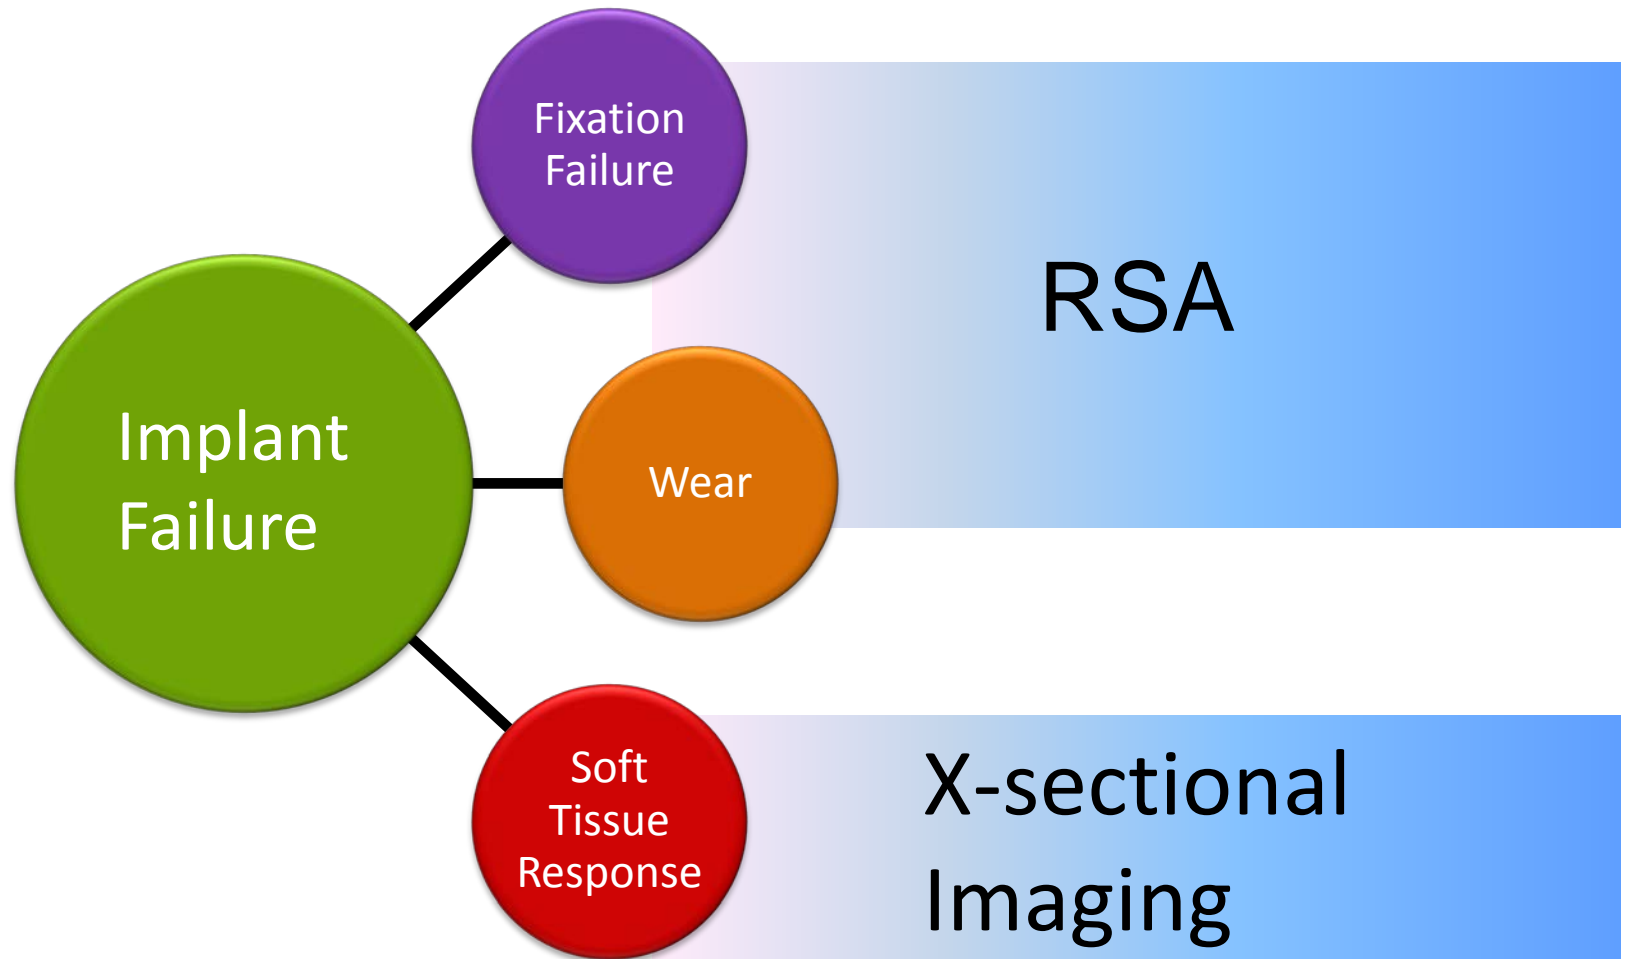 Fixation
Failure
RSA
Implant
Failure
Wear
Soft
Tissue
Response
X-sectional
Imaging